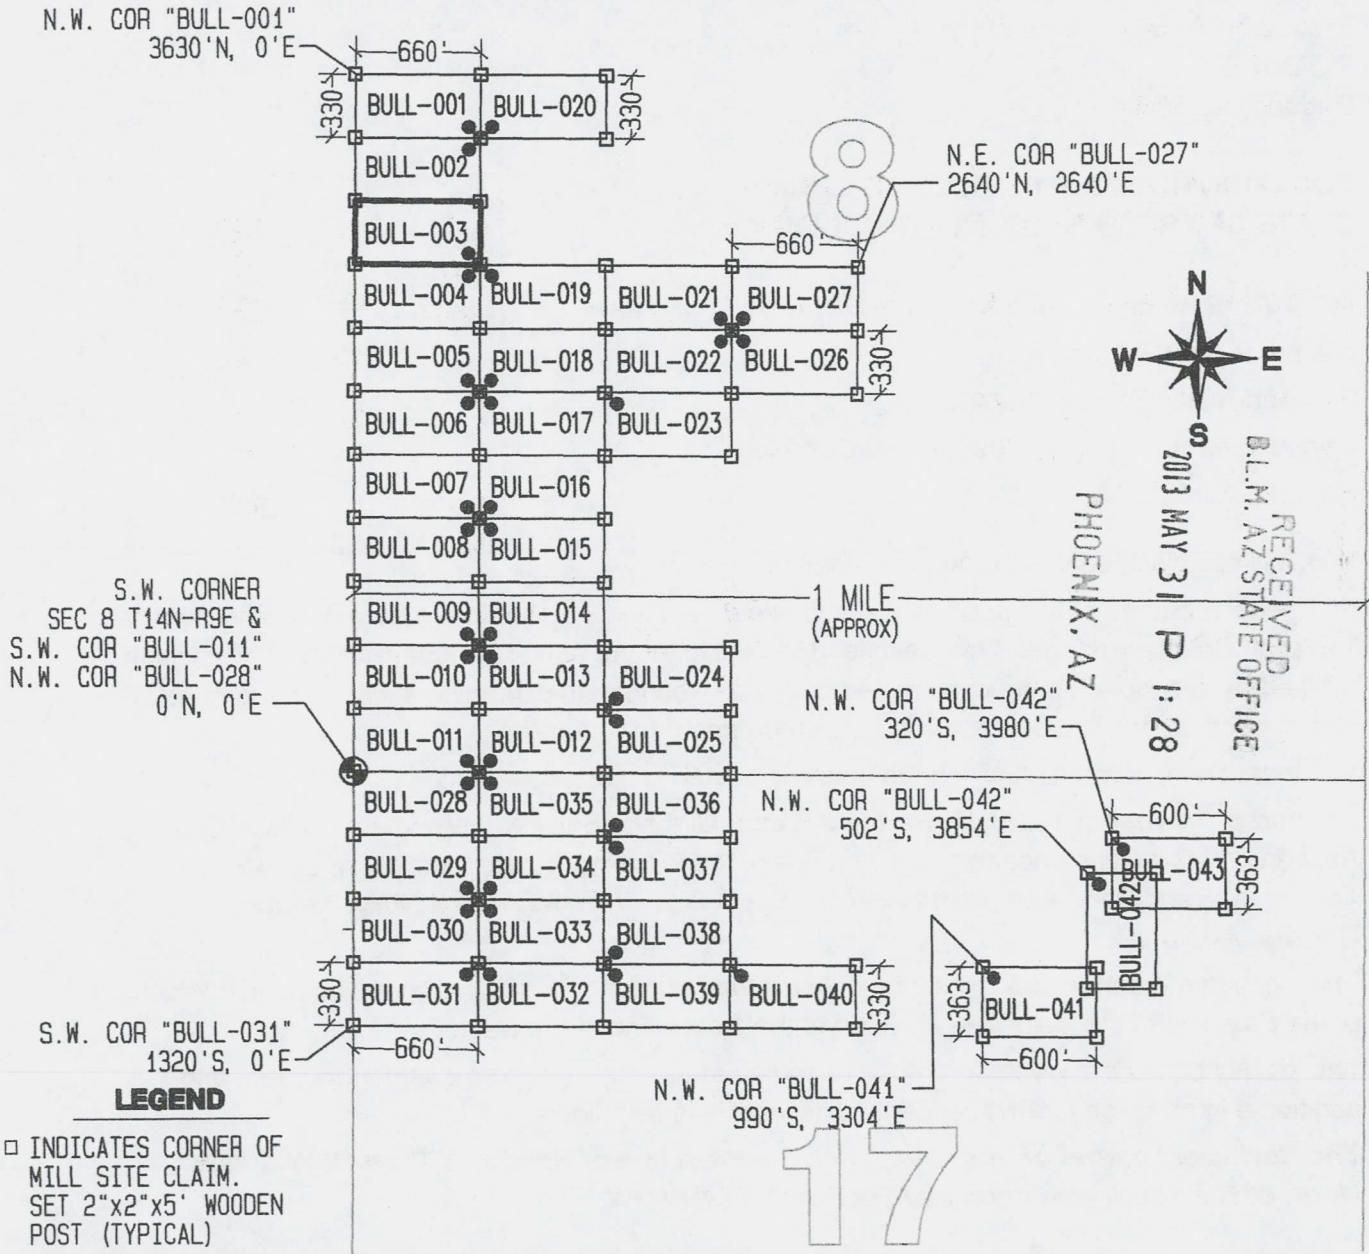 N.W. COR "BULL-001"
3630'N, 0'E
660'
330
BULL-001
BULL-020
330
BULL-002
8
N.E. COR "BULL-027"
2640'N, 2640'E
BULL-003
660'
BULL-004
BULL-019
BULL-021
BULL-027
N
W
E
S
BULL-005
BULL-018
BULL-022
BULL-026
330
BULL-006
BULL-017
BULL-023
BULL-007
BULL-016
BULL-008
BULL-015
RECEIVED
B.L.M. AZ STATE OFFICE
2013 MAY 31 P 1:28
PHOENIX, AZ
1 MILE
(APPROX)
S.W. CORNER
SEC 8 T14N-R9E &
S.W. COR "BULL-011"
N.W. COR "BULL-028"
0'N, 0'E
BULL-009
BULL-014
BULL-010
BULL-013
BULL-024
BULL-011
BULL-012
BULL-025
N.W. COR "BULL-042"
320'S, 3980'E
BULL-028
BULL-035
BULL-036
N.W. COR "BULL-042"
502'S, 3854'E
600'
BULL-029
BULL-034
BULL-037
BULL-043
363
BULL-042
BULL-030
BULL-033
BULL-038
330
BULL-031
BULL-032
BULL-039
BULL-040
330
363
BULL-041
S.W. COR "BULL-031"
1320'S, 0'E
660'
600'
N.W. COR "BULL-041"
990'S, 3304'E
17
LEGEND
□ INDICATES CORNER OF
MILL SITE CLAIM.
SET 2"x2"x5' WOODEN
POST (TYPICAL)